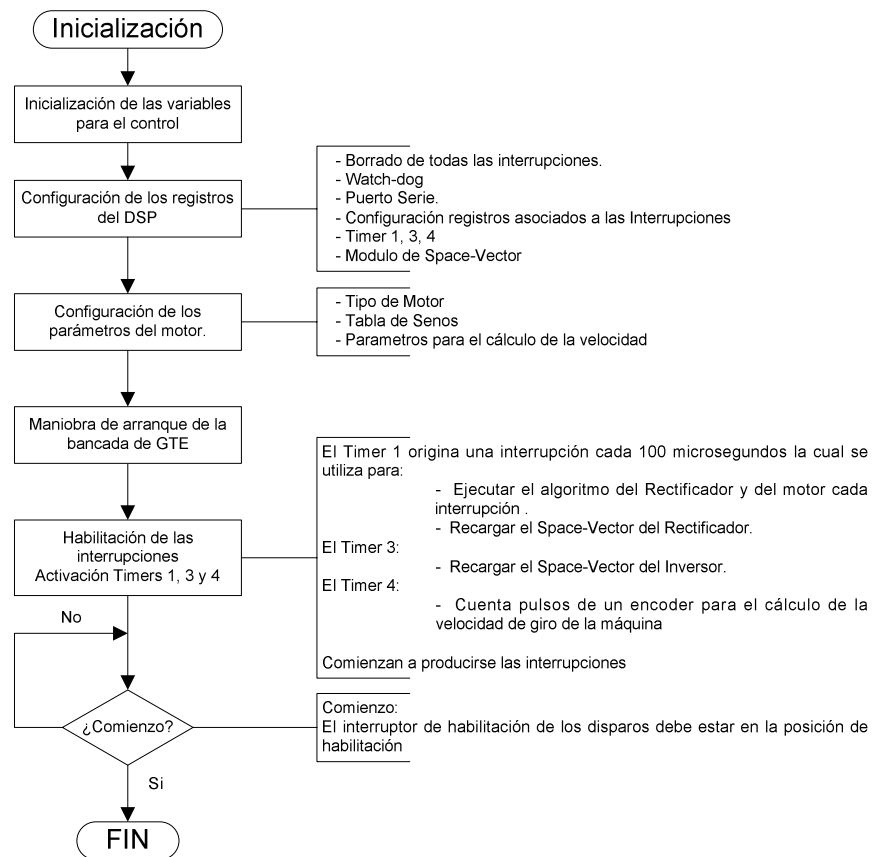 Inicialización
Inicialización de las variables
para el control
Configuración de los registros
del DSP
- Borrado de todas las interrupciones.
- Watch-dog
- Puerto Serie.
- Configuración registros asociados a las Interrupciones
- Timer 1, 3, 4
- Modulo de Space-Vector
Configuración de los
parámetros del motor.
- Tipo de Motor
- Tabla de Senos
- Parametros para el cálculo de la velocidad
Maniobra de arranque de la
bancada de GTE
Habilitación de las
interrupciones
Activación Timers 1, 3 y 4
El Timer 1 origina una interrupción cada 100 microsegundos la cual se
utiliza para:
- Ejecutar el algoritmo del Rectificador y del motor cada
interrupción .
- Recargar el Space-Vector del Rectificador.
El Timer 3:
- Recargar el Space-Vector del Inversor.
El Timer 4:
- Cuenta pulsos de un encoder para el cálculo de la
velocidad de giro de la máquina
Comienzan a producirse las interrupciones
No
¿Comienzo?
Comienzo:
El interruptor de habilitación de los disparos debe estar en la posición de
habilitación
Si
FIN